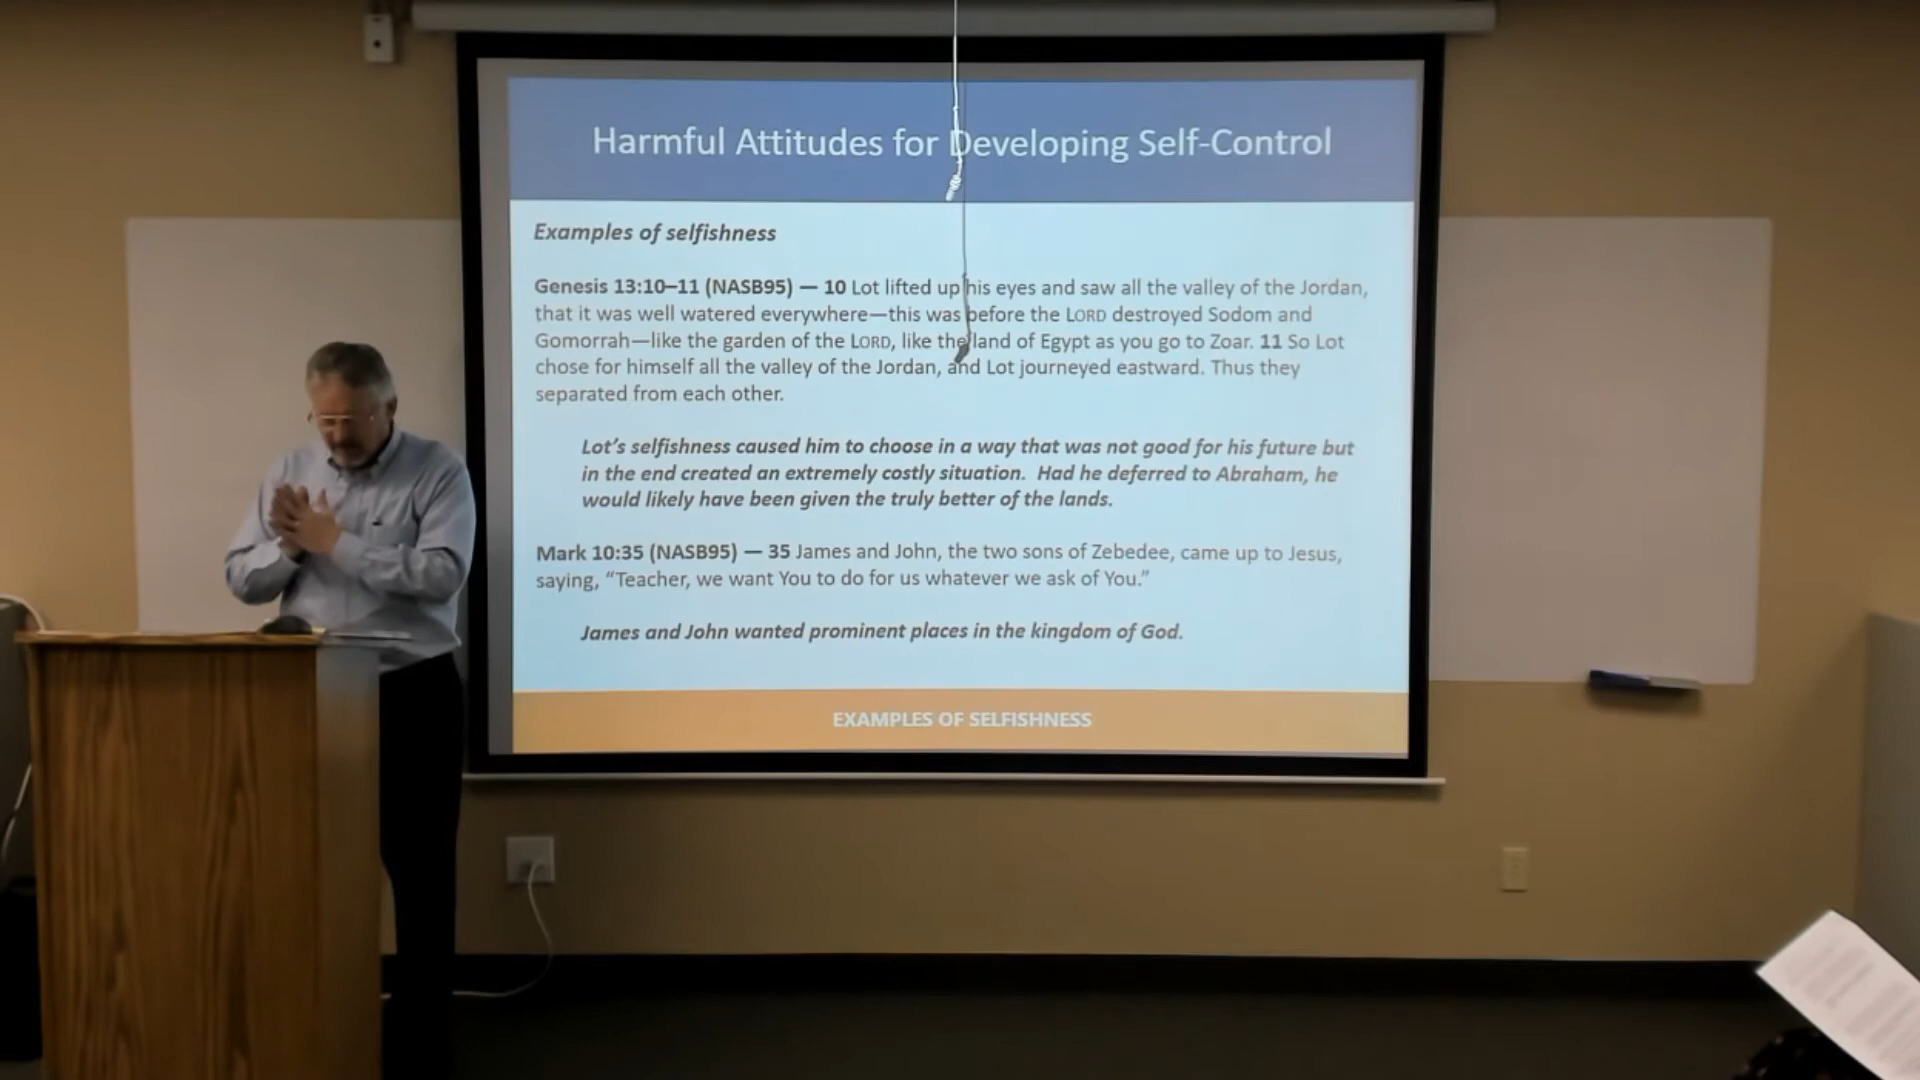 Harmful Attitudes for Developing Self-Control
Examples of selfishness
Genesis 13:10–11 (NASB95) — 10 Lot lifted up his eyes and saw all the valley of the Jordan,
that it was well watered everywhere—this was before the LORD destroyed Sodom and
Gomorrah—like the garden of the LORD, like the land of Egypt as you go to Zoar. 11 So Lot
chose for himself all the valley of the Jordan, and Lot journeyed eastward. Thus they
separated from each other.
Lot's selfishness caused him to choose in a way that was not good for his future but
in the end created an extremely costly situation.  Had he deferred to Abraham, he
would likely have been given the truly better of the lands.
Mark 10:35 (NASB95) — 35 James and John, the two sons of Zebedee, came up to Jesus,
saying, “Teacher, we want You to do for us whatever we ask of You.”
James and John wanted prominent places in the kingdom of God.
EXAMPLES OF SELFISHNESS